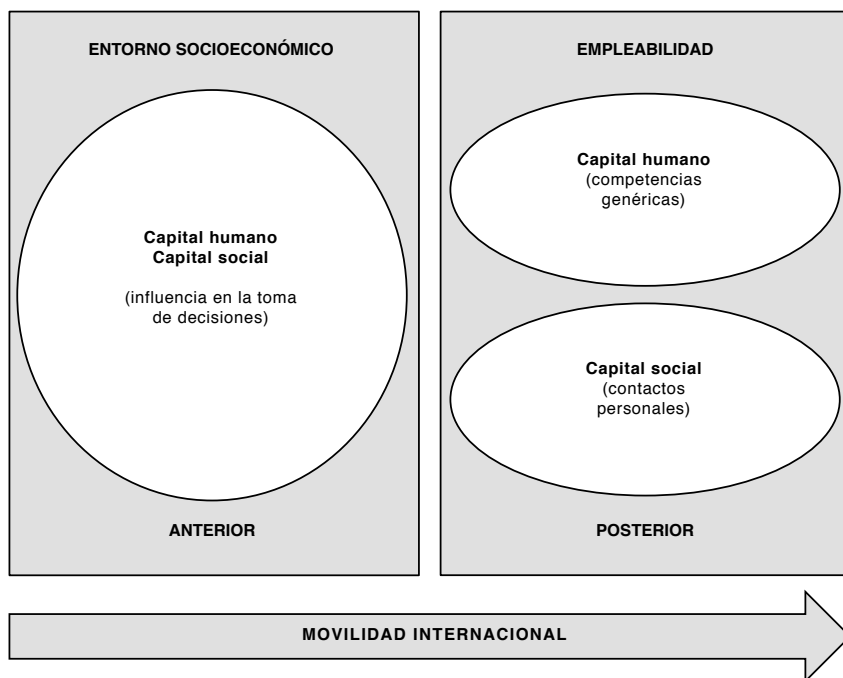 ENTORNO SOCIOECONÓMICO
Capital humano
Capital social
(influencia en la toma
de decisiones)
ANTERIOR
EMPLEABILIDAD
Capital humano
(competencias
genéricas)
Capital social
(contactos
personales)
POSTERIOR
MOVILIDAD INTERNACIONAL